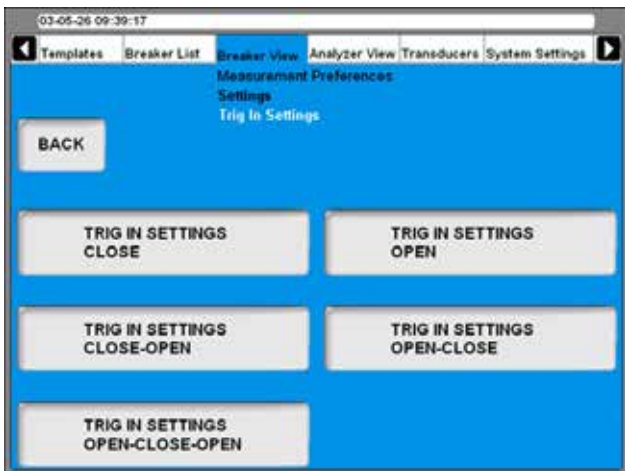 03-05-26 09:39:17
Templates Breaker List Breaker View Analyzer View Transducers System Settings
Measurement Preferences
Settings
Trig In Settings
BACK
TRIG IN SETTINGS
CLOSE
TRIG IN SETTINGS
OPEN
TRIG IN SETTINGS
CLOSE-OPEN
TRIG IN SETTINGS
OPEN-CLOSE
TRIG IN SETTINGS
OPEN-CLOSE-OPEN